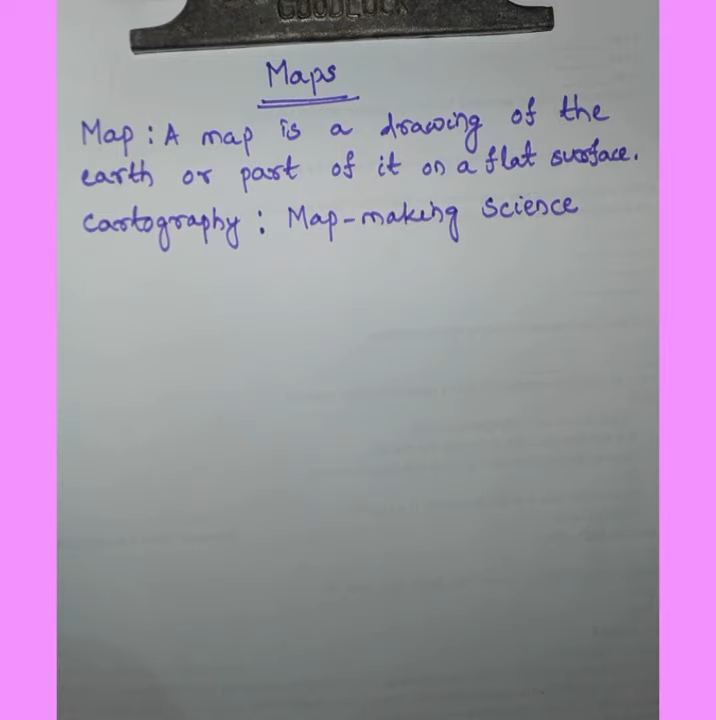 GOODLUCK
Maps
Map : A map is a drawing of the
earth or part of it on a flat surface.
Cartography : Map-making science